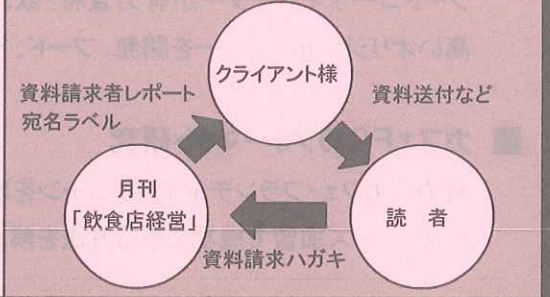 クライアント様
資料請求者レポート
宛名ラベル
資料送付など
月刊
「飲食店経営」
読 者
資料請求ハガキ